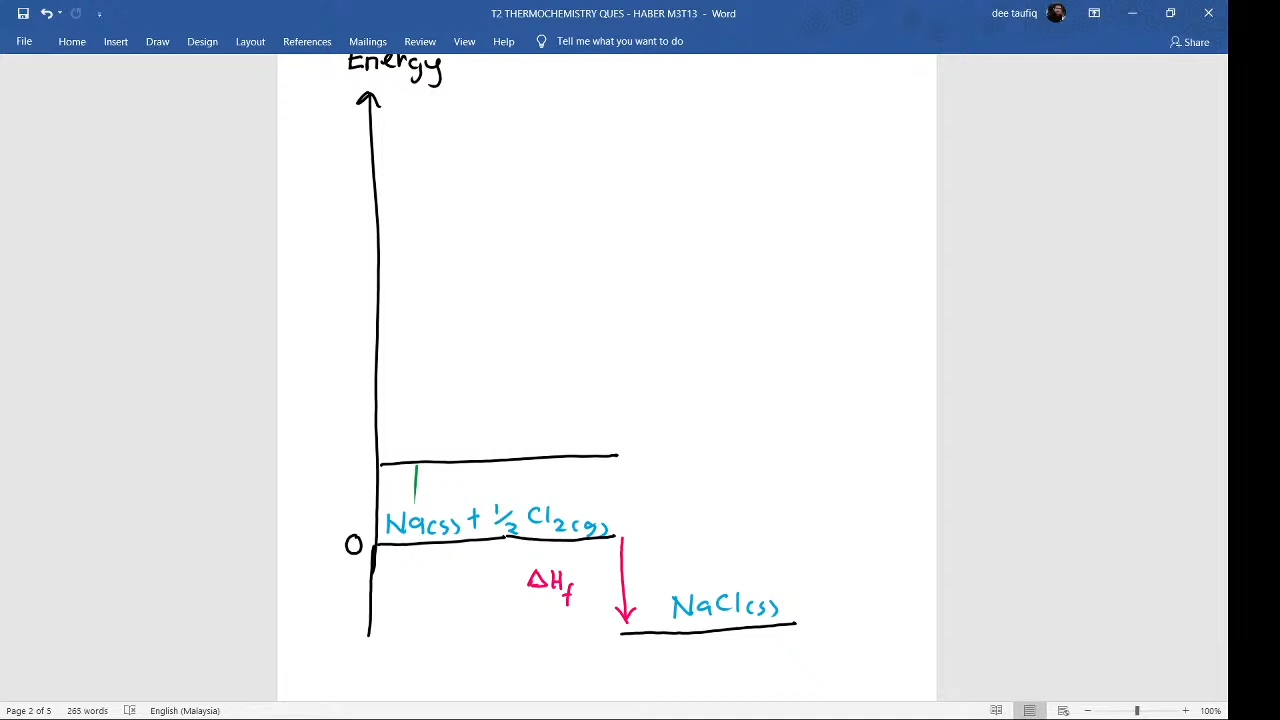 T2 THERMOCHEMISTRY QUES - HABER M3T13 - Word
dee taufiq
File Home Insert Draw Design Layout References Mailings Review View Help Tell me what you want to do
Share
Energy
Na(s) + 1/2 Cl2(g)
0
ΔHf
NaCl(s)
Page 2 of 5 265 words English (Malaysia)
100%